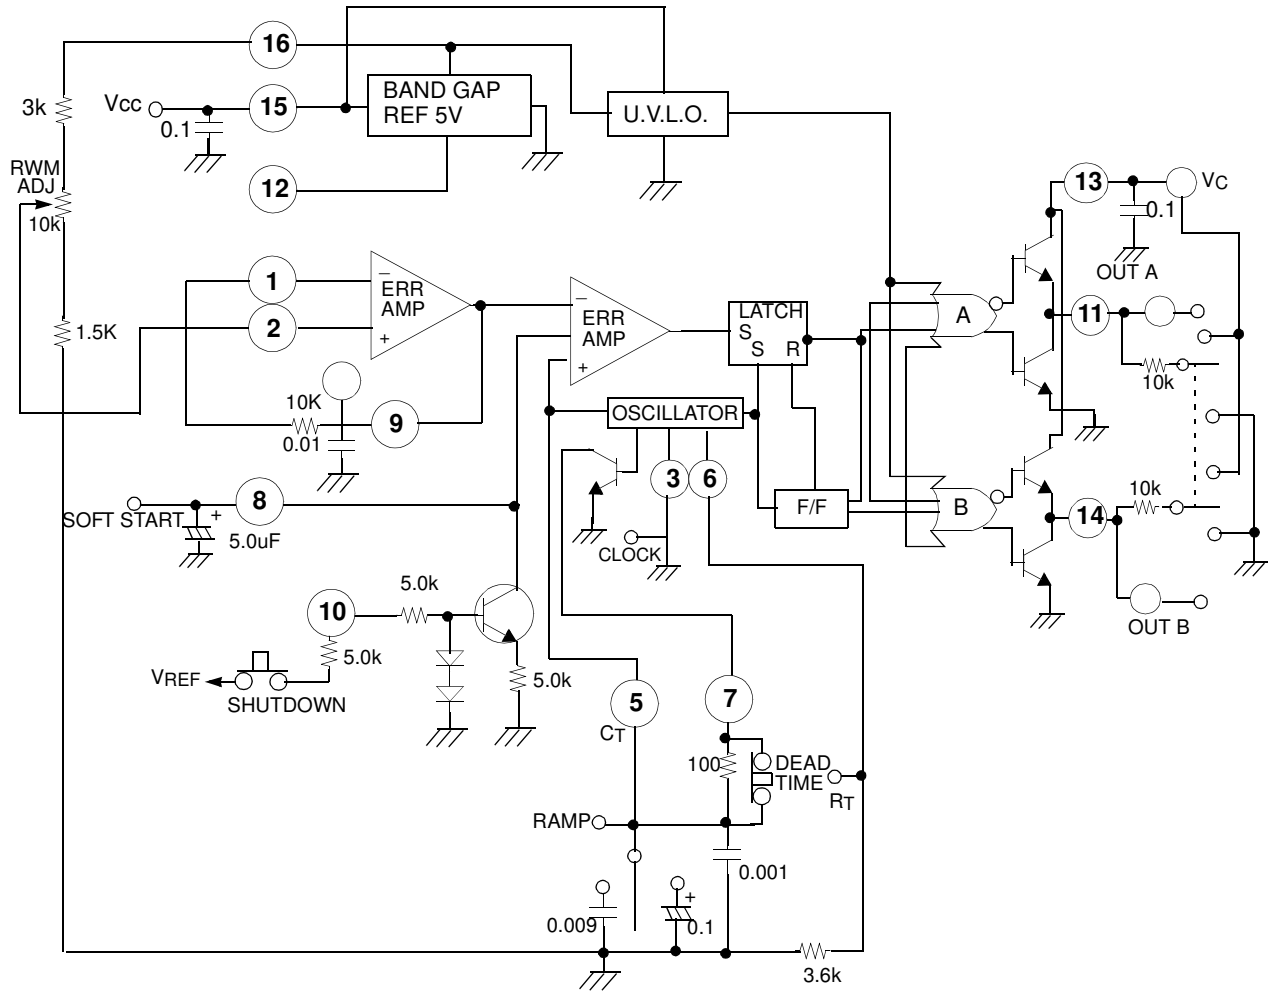 16
3k
Vcc
15
BAND GAP
REF 5V
U.V.L.O.
0.1
RWM
ADJ
12
13
VC
10k
0.1
OUT A
1
–
ERR
AMP
–
11
2
+
ERR
AMP
LATCH
S
S R
A
1.5K
+
10k
10K
9
OSCILLATOR
0.01
3
6
8
10k
SOFT START
+
F/F
B
14
5.0uF
CLOCK
5.0k
10
OUT B
5.0k
VREF
5.0k
SHUTDOWN
5
7
CT
100
DEAD
TIME
RT
RAMP
0.001
+
0.009
0.1
3.6k